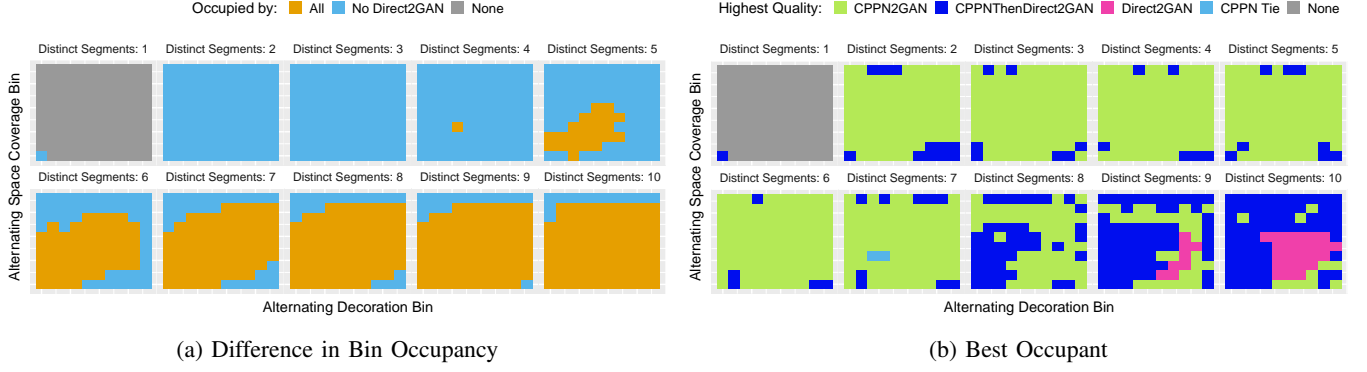 Occupied by: All No Direct2GAN None
Distinct Segments: 1 Distinct Segments: 2 Distinct Segments: 3 Distinct Segments: 4 Distinct Segments: 5
Distinct Segments: 6 Distinct Segments: 7 Distinct Segments: 8 Distinct Segments: 9 Distinct Segments: 10
Alternating Space Coverage Bin
Alternating Decoration Bin
(a) Difference in Bin Occupancy
Highest Quality: CPPN2GAN CPPNThenDirect2GAN Direct2GAN CPPN Tie None
Distinct Segments: 1 Distinct Segments: 2 Distinct Segments: 3 Distinct Segments: 4 Distinct Segments: 5
Distinct Segments: 6 Distinct Segments: 7 Distinct Segments: 8 Distinct Segments: 9 Distinct Segments: 10
Alternating Space Coverage Bin
Alternating Decoration Bin
(b) Best Occupant